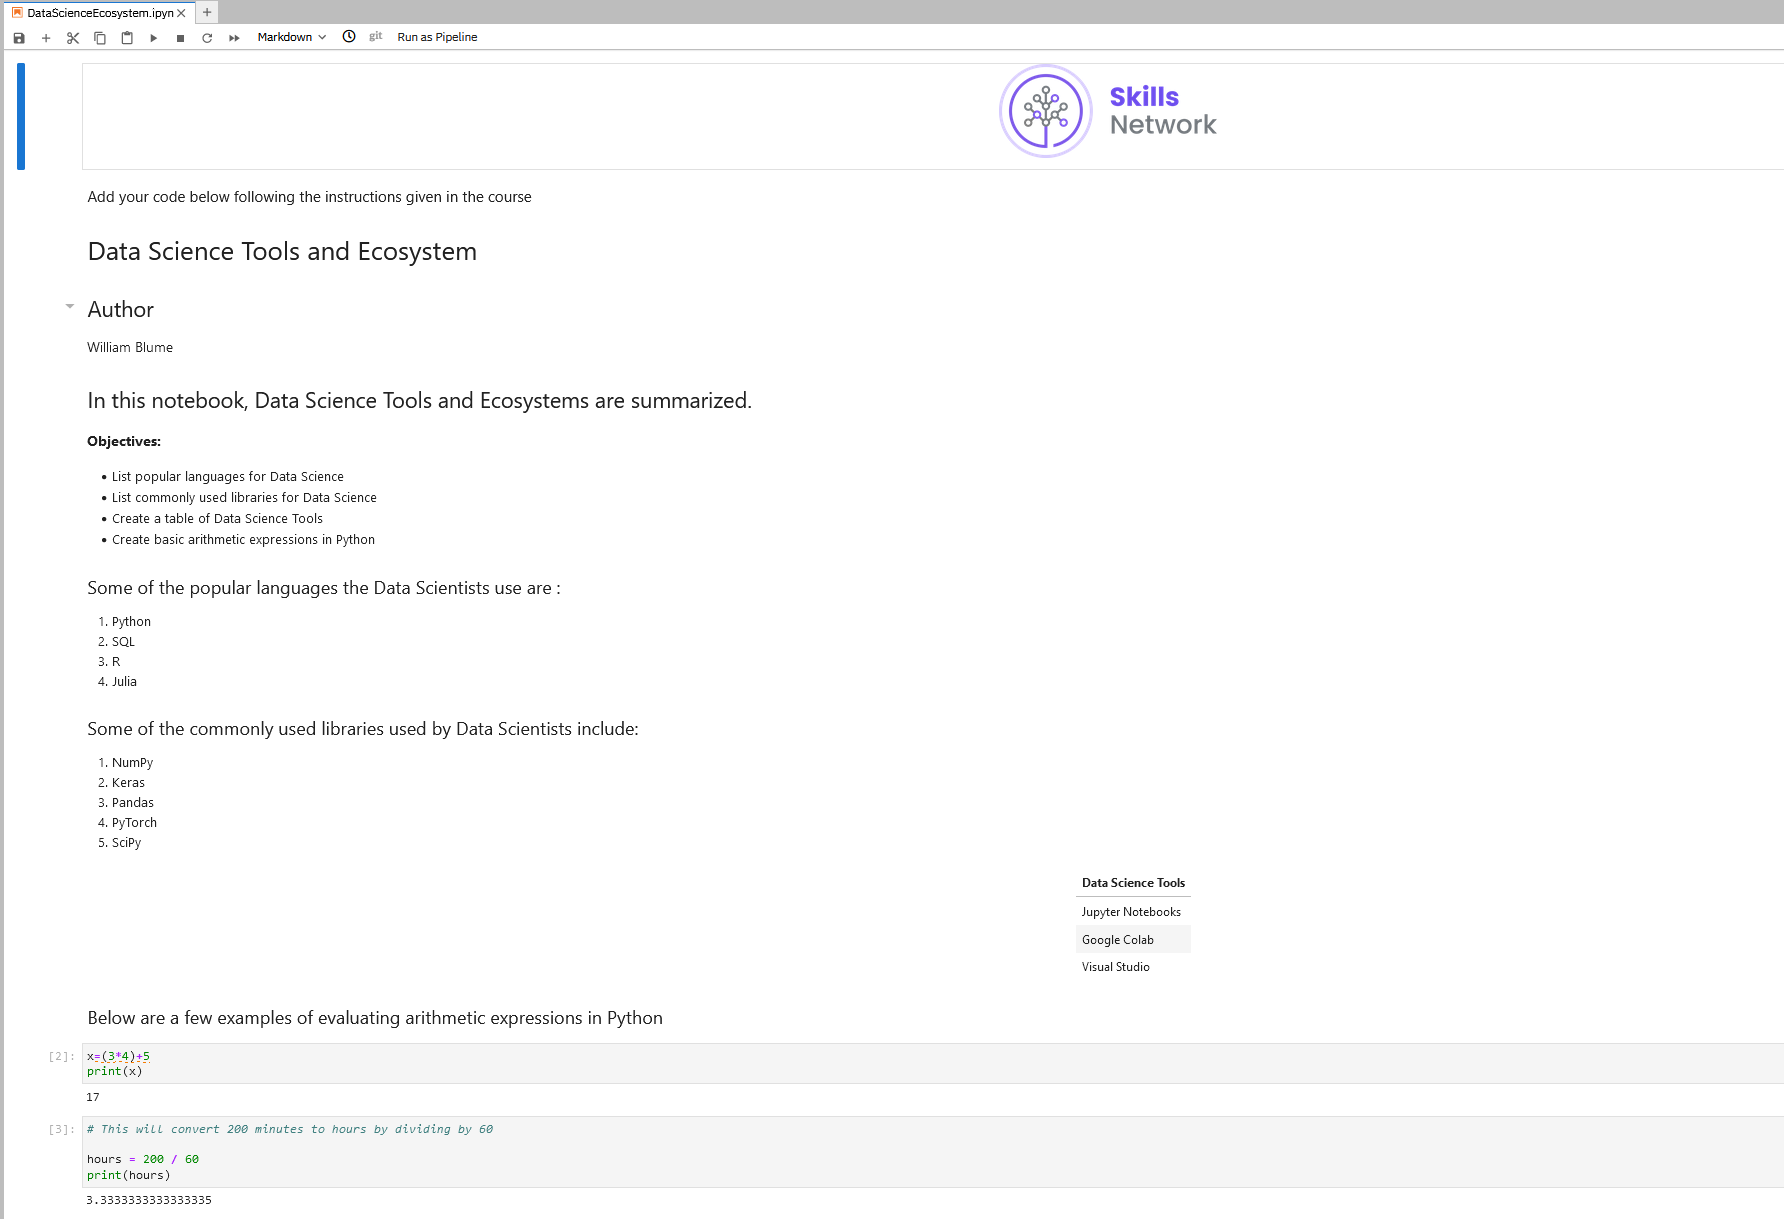 DataScienceEcosystem.ipyn
Markdown git Run as Pipeline
Skills
Network
Add your code below following the instructions given in the course
Data Science Tools and Ecosystem
Author
William Blume
In this notebook, Data Science Tools and Ecosystems are summarized.
Objectives:
• List popular languages for Data Science
• List commonly used libraries for Data Science
• Create a table of Data Science Tools
• Create basic arithmetic expressions in Python
Some of the popular languages the Data Scientists use are :
1. Python
2. SQL
3. R
4. Julia
Some of the commonly used libraries used by Data Scientists include:
1. NumPy
2. Keras
3. Pandas
4. PyTorch
5. SciPy
Data Science Tools
Jupyter Notebooks
Google Colab
Visual Studio
Below are a few examples of evaluating arithmetic expressions in Python
[2]: x=(3*4)+5
print(x)
17
[3]: # This will convert 200 minutes to hours by dividing by 60
hours = 200 / 60
print(hours)
3.3333333333333335